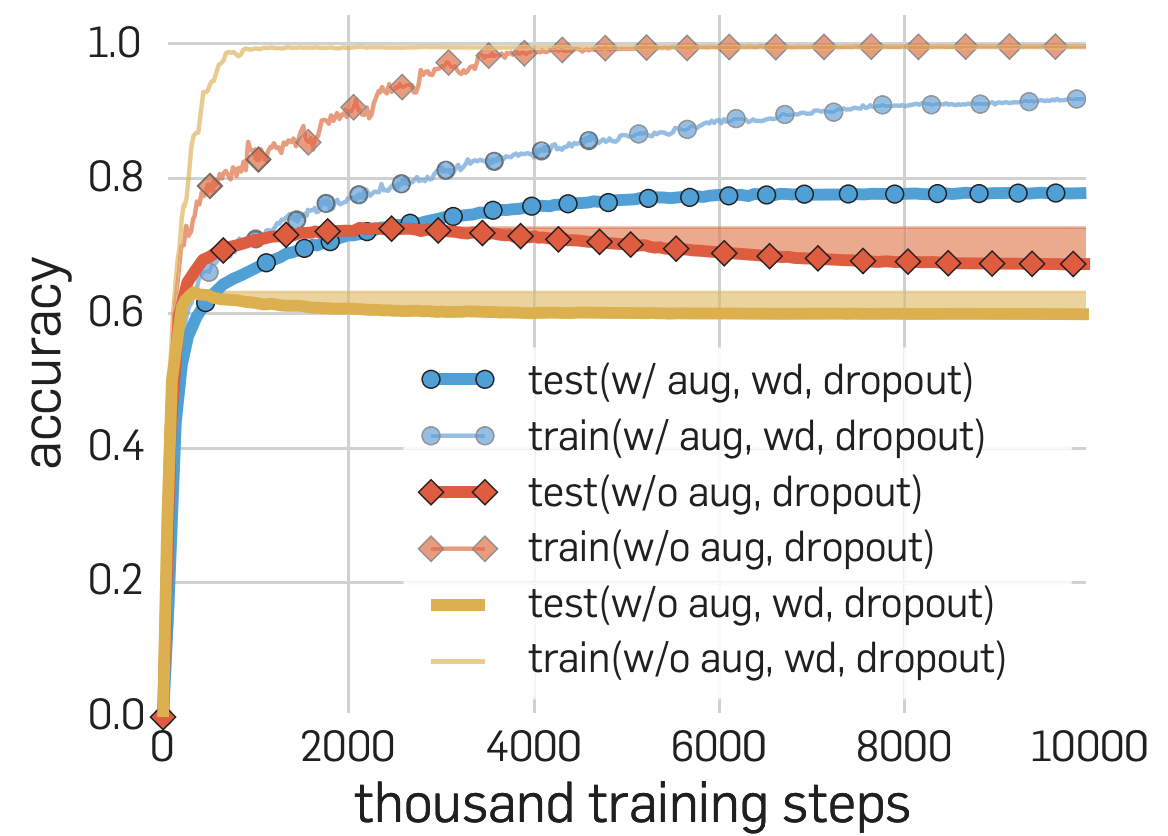 accuracy
1.0
0.8
0.6
0.4
0.2
0.0
test(w/ aug, wd, dropout)
train(w/ aug, wd, dropout)
test(w/o aug, dropout)
train(w/o aug, dropout)
test(w/o aug, wd, dropout)
train(w/o aug, wd, dropout)
0 2000 4000 6000 8000 10000
thousand training steps